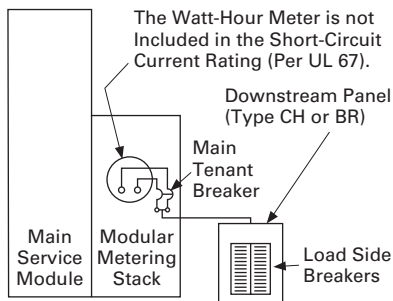 The Watt-Hour Meter is not
Included in the Short-Circuit
Current Rating (Per UL 67).
Downstream Panel
(Type CH or BR)
Main
Tenant
Breaker
Main
Service
Module
Modular
Metering
Stack
Load Side
Breakers